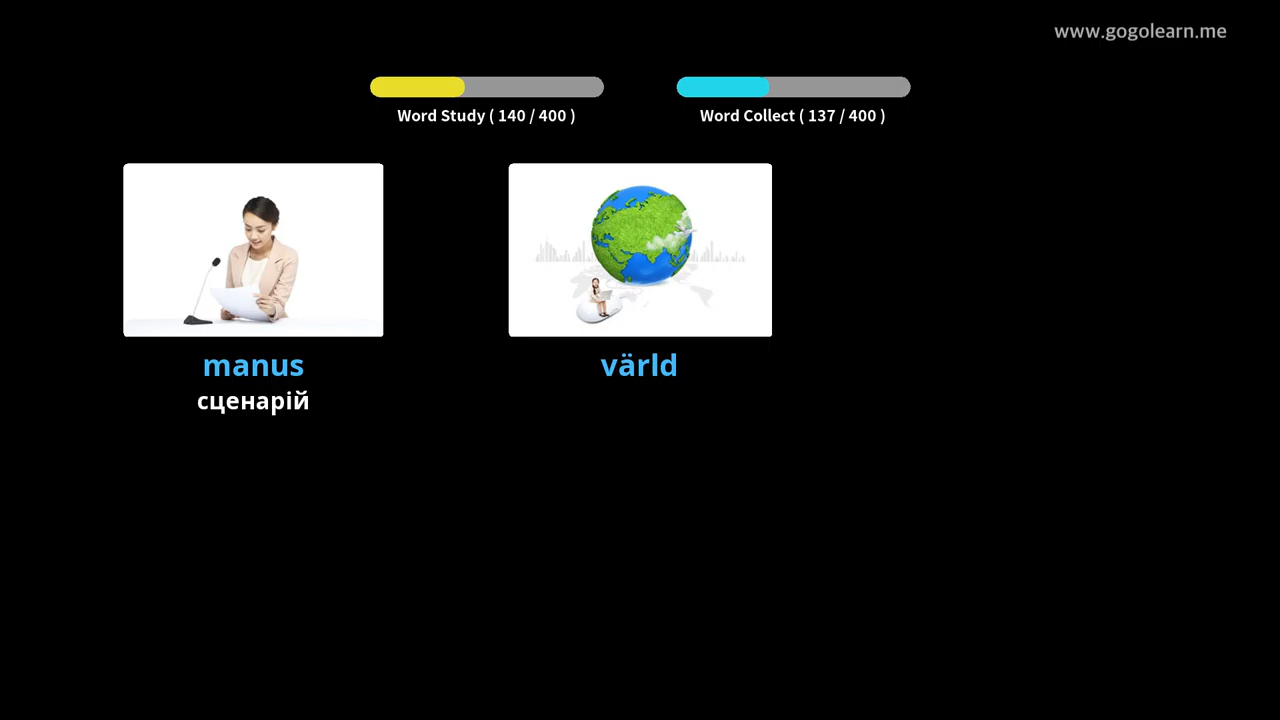 www.gogolearn.me
Word Study ( 140 / 400 )
Word Collect ( 137 / 400 )
manus
сценарій
värld